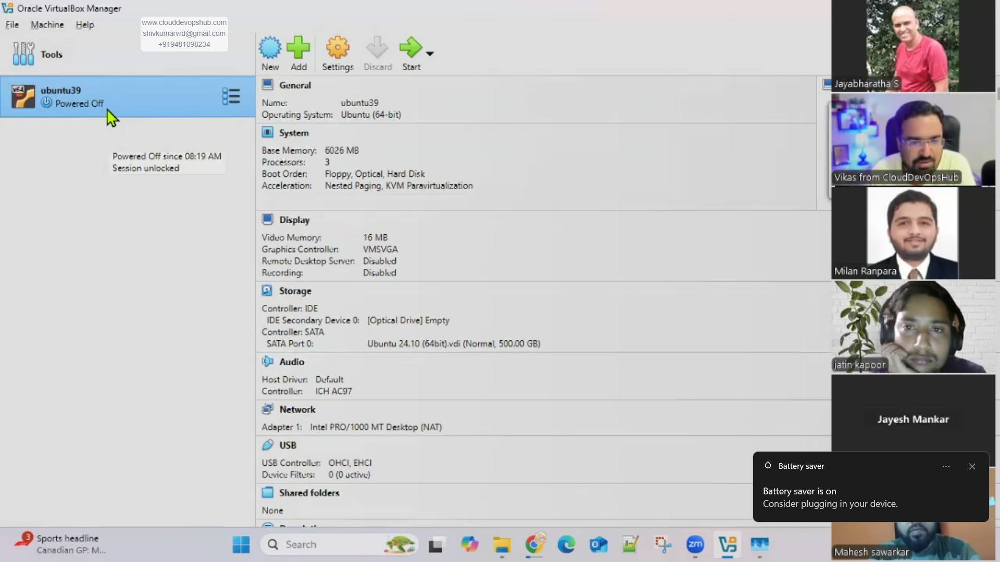 Oracle VirtualBox Manager
File Machine Help
www.clouddevopshub.com
shivkumarvrd@gmail.com
+919481098234
Tools
New Add Settings Discard Start
x64
ubuntu39
Powered Off
Powered Off since 08:19 AM
Session unlocked
General
Name: ubuntu39
Operating System: Ubuntu (64-bit)
System
Base Memory: 6026 MB
Processors: 3
Boot Order: Floppy, Optical, Hard Disk
Acceleration: Nested Paging, KVM Paravirtualization
Display
Video Memory: 16 MB
Graphics Controller: VMSVGA
Remote Desktop Server: Disabled
Recording: Disabled
Storage
Controller: IDE
IDE Secondary Device 0: [Optical Drive] Empty
Controller: SATA
SATA Port 0: Ubuntu 24.10 (64bit).vdi (Normal, 500.00 GB)
Audio
Host Driver: Default
Controller: ICH AC97
Network
Adapter 1: Intel PRO/1000 MT Desktop (NAT)
USB
USB Controller: OHCI, EHCI
Device Filters: 0 (0 active)
Shared folders
None
Jayabharatha S
Vikas from CloudDevOpsHub
Milan Ranpara
jatin kapoor
Jayesh Mankar
Battery saver
Battery saver is on
Consider plugging in your device.
Mahesh sawarkar
3
Sports headline
Canadian GP: M...
Search
zm